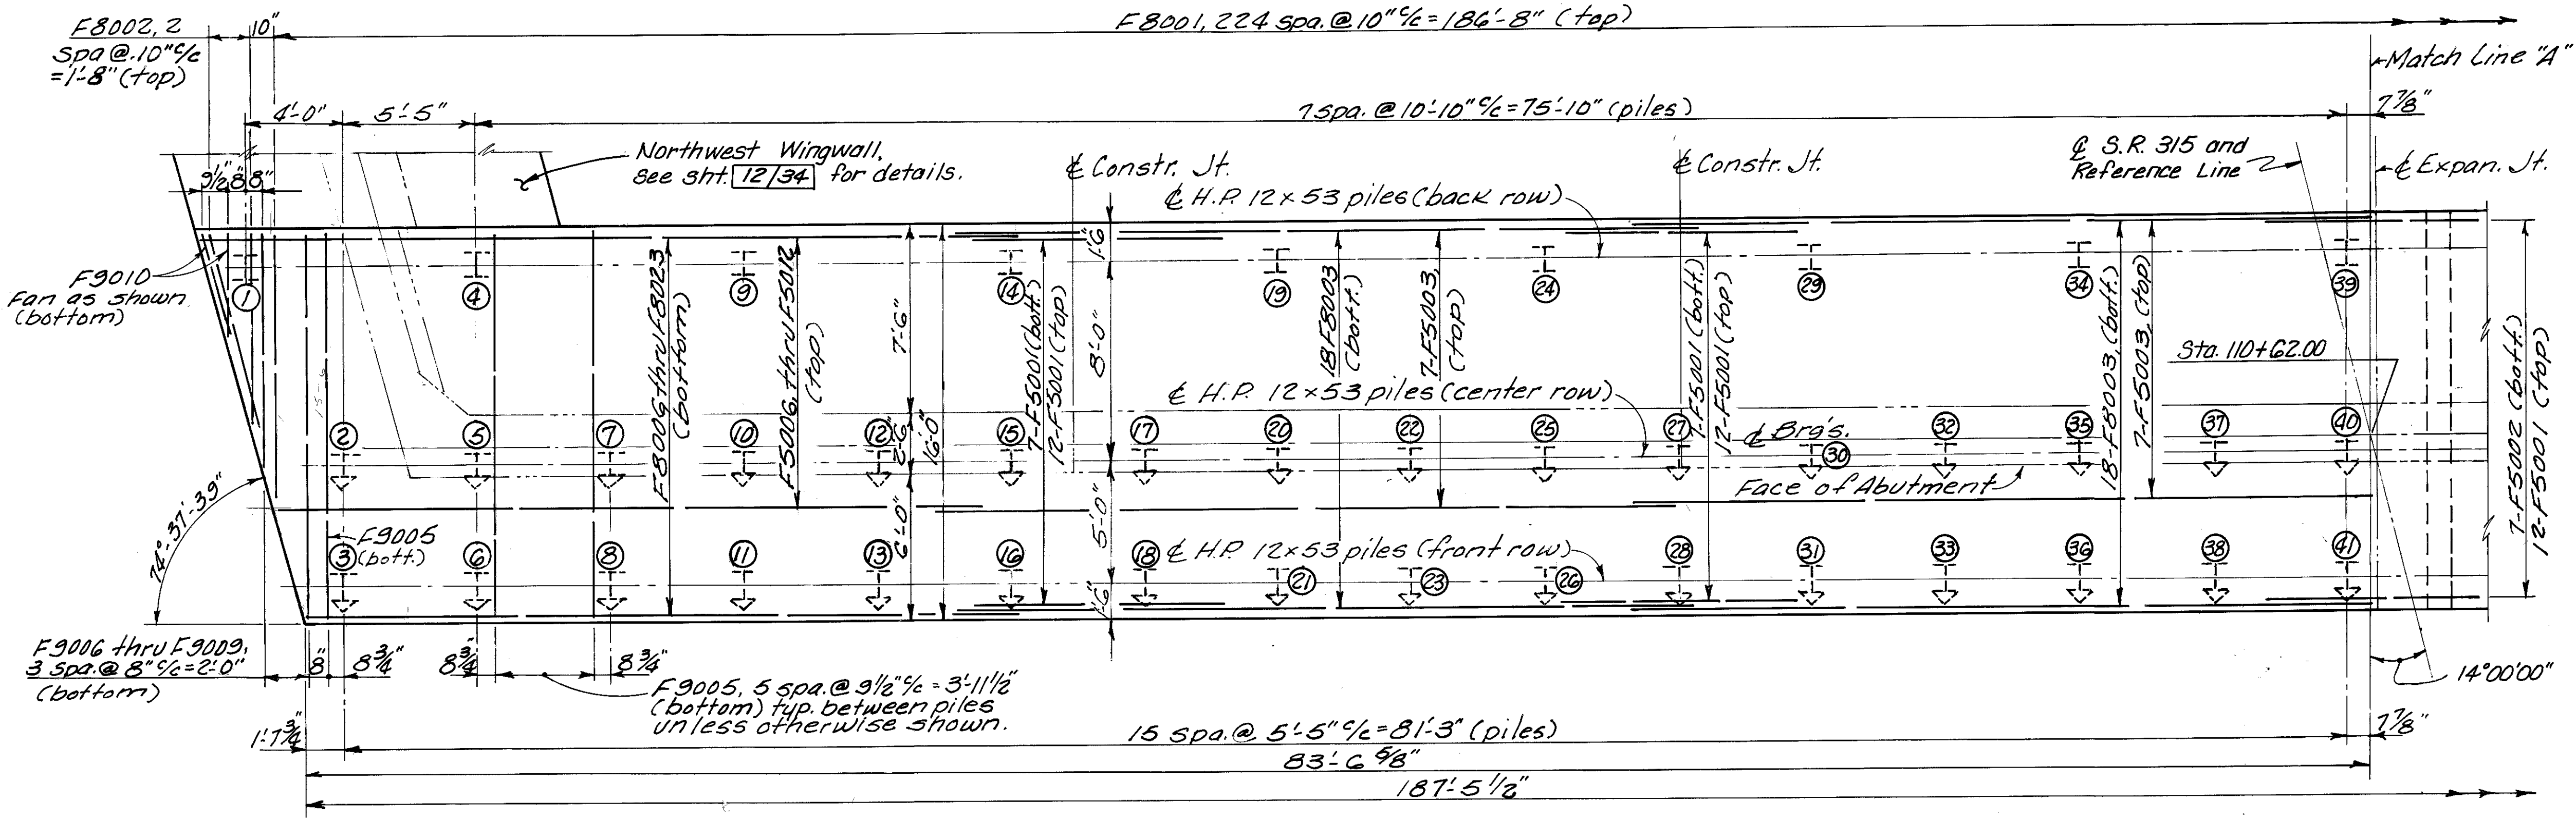 F8001, 224 spa. @ 10" c/c = 186'-8" (top)
F8002, 2
spa @ 10" c/c
=1'-8" (top)
10"
Match Line "A"
4'-0"
5'-5"
7 spa. @ 10'-10" c/c = 75'-10" (piles)
7 7/8"
Northwest Wingwall,
see sht. 12/34 for details.
℄ Constr. Jt.
℄ Constr. Jt.
℄ S.R. 315 and
Reference Line
℄ Expan. Jt.
9 1/2"
8"
8"
℄ H.P. 12 x 53 piles (back row)
F9010
Fan as shown
(bottom)
1
4
9
14
19
24
29
34
39
F8006 thru F8023
(bottom)
F5006, thru F5012
(top)
7'-6"
2'-6"
6'-0"
16'-0"
7-F5001 (bott.)
12-F5001 (top)
1'-6"
8'-0"
5'-0"
1'-6"
18 F8003
(bott.)
7-F5003,
(top)
7-F5001 (bott.)
12-F5001 (top)
18-F8003, (bott.)
7-F5003, (top)
Sta. 110+62.00
7-F5002 (bott.)
12-F5001 (top)
℄ H.P. 12 x 53 piles (center row)
2
5
7
10
12
15
17
20
22
25
27
℄ Brg's.
30
32
35
37
40
Face of Abutment
74°-37'-39"
F9005
(bott.)
3
6
8
11
13
16
18
℄ H.P. 12 x 53 piles (front row)
21
23
26
28
31
33
36
38
41
F9006 thru F9009,
3 spa. @ 8" c/c = 2'-0"
(bottom)
8"
8 3/4"
8 3/4
8 3/4"
F9005, 5 spa. @ 9 1/2" c/c = 3'-11 1/2"
(bottom) typ. between piles
unless otherwise shown.
14°00'00"
1'-7 3/4"
15 spa. @ 5'-5" c/c = 81'-3" (piles)
7 7/8"
83'-6 5/8"
187'-5 1/2"